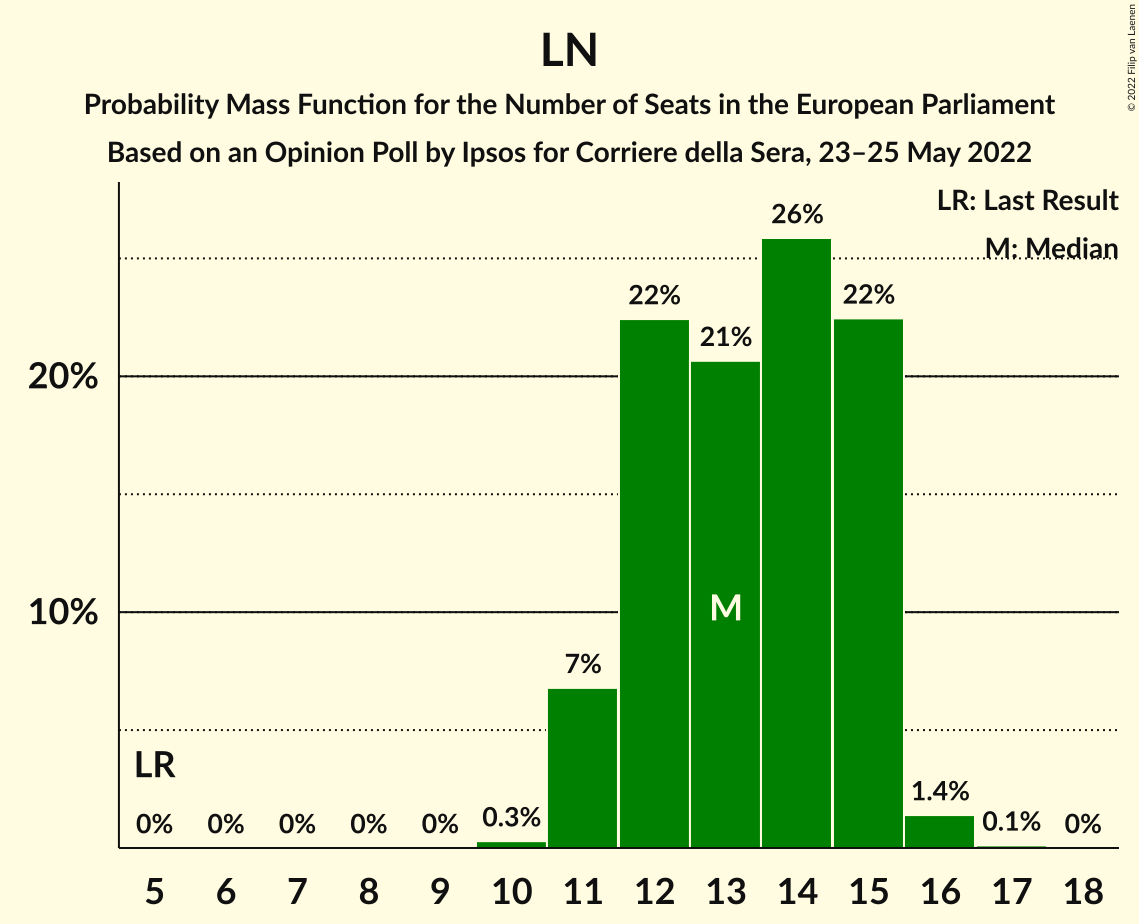 LN
Probability Mass Function for the Number of Seats in the European Parliament
Based on an Opinion Poll by Ipsos for Corriere della Sera, 23–25 May 2022
© 2022 Filip van Laenen
LR: Last Result
M: Median
26%
22%
22%
21%
20%
10%
M
7%
LR
0%
0%
0%
0%
0%
0.3%
1.4%
0.1%
0%
5 6 7 8 9 10 11 12 13 14 15 16 17 18